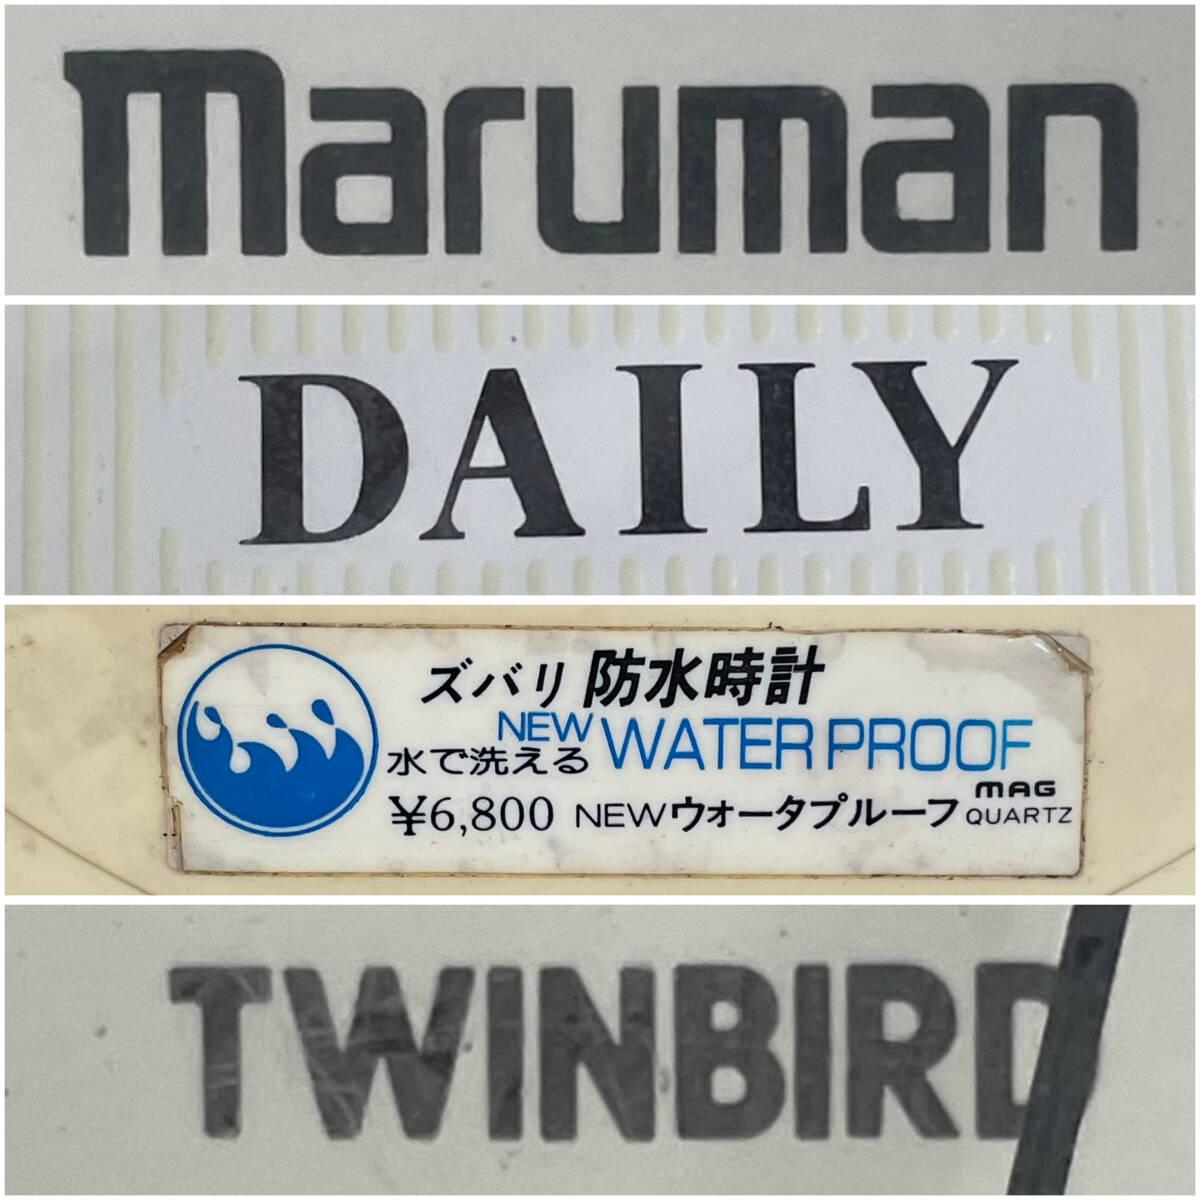 maruman
DAILY
ズバリ防水時計
NEW WATER PROOF
水で洗える
¥6,800 NEWウォータプルーフ MAG QUARTZ
TWINBIRD